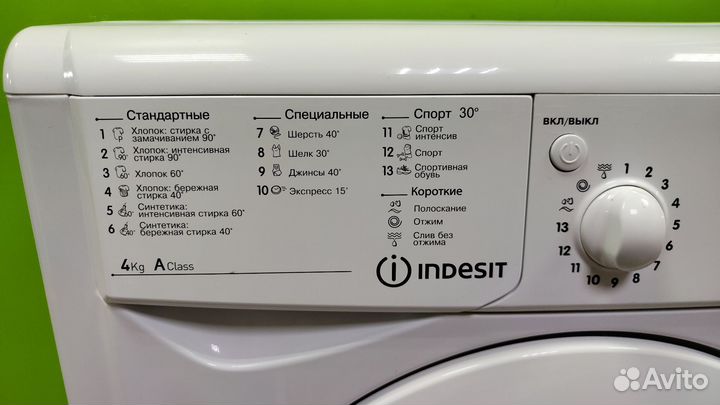 Стандартные
1 Хлопок: стирка с
замачиванием 90°
2 Хлопок: интенсивная
стирка 90°
3 Хлопок 60°
4 Хлопок: бережная
стирка 40°
5 Синтетика:
интенсивная стирка 60°
6 Синтетика:
бережная стирка 40°
4Kg A Class
Специальные
7 Шерсть 40°
8 Шелк 30°
9 Джинсы 40°
10 Экспресс 15'
Спорт 30°
11 Спорт
интенсив
12 Спорт
13 Спортивная
обувь
Короткие
Полоскание
Отжим
Слив без
отжима
INDESIT
ВКЛ/ВЫКЛ
1
2
3
4
5
6
7
8
9
10
11
12
13
Avito